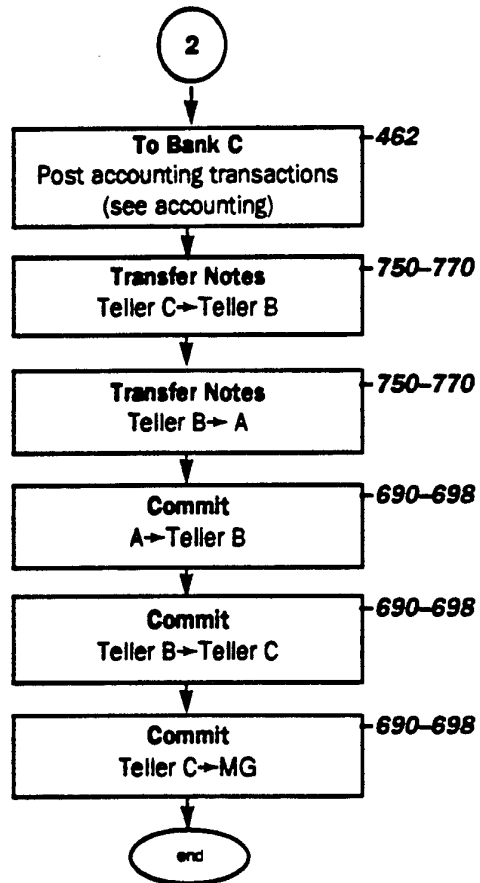 2
To Bank C
Post accounting transactions
(see accounting)
462
Transfer Notes
Teller C→Teller B
750–770
Transfer Notes
Teller B→ A
750–770
Commit
A→Teller B
690–698
Commit
Teller B→Teller C
690–698
Commit
Teller C→MG
690–698
end